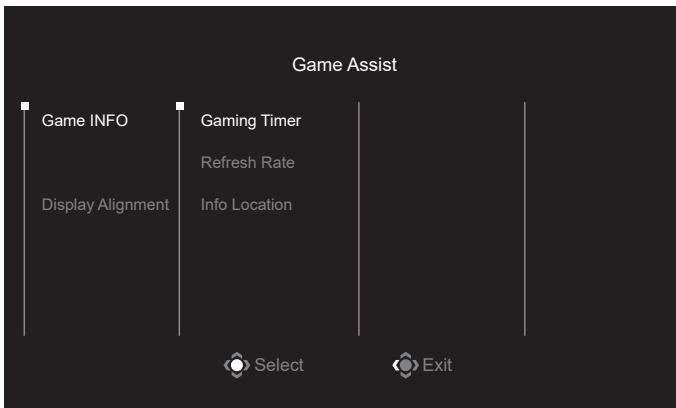 Game Assist
Game INFO
Gaming Timer
Refresh Rate
Display Alignment
Info Location
Select
Exit